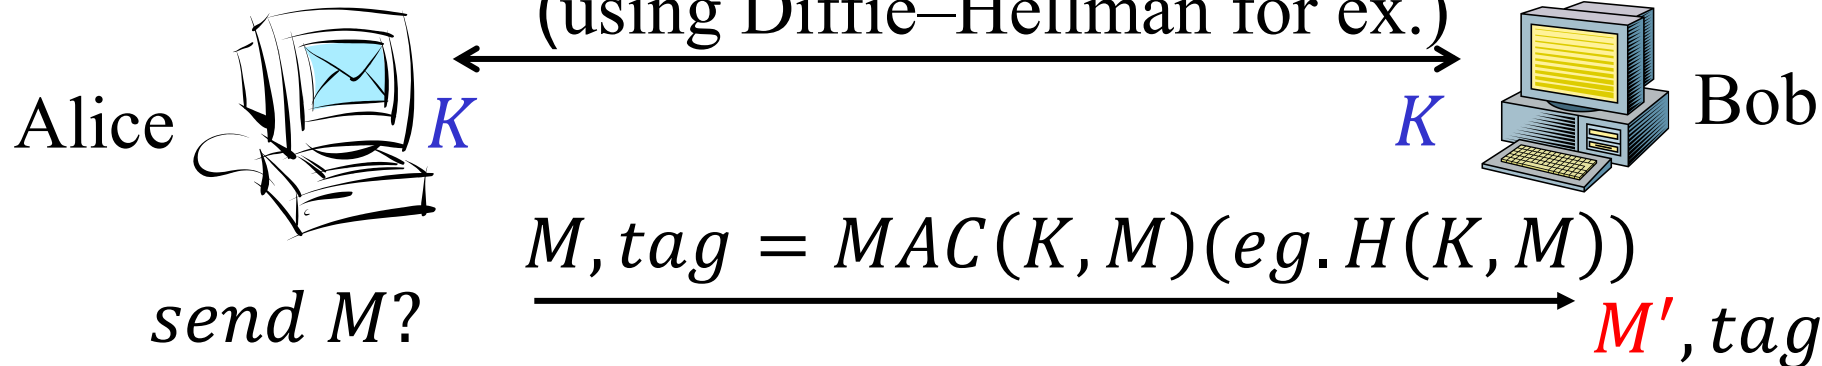 (using Diffie–Hellman for ex.)
Alice K K Bob
M, tag = MAC(K, M)(eg. H(K, M))
send M?
M′, tag